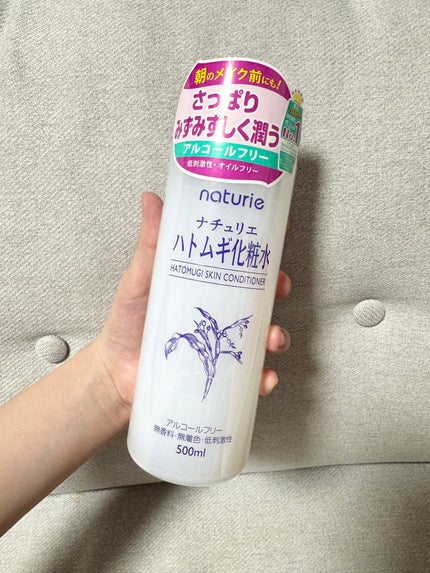 朝のメイク前にも!
さっぱり
みずみずしく潤う
アルコールフリー
低刺激性・オイルフリー
No.1
naturie
ナチュリエ
ハトムギ化粧水
HATOMUGI SKIN CONDITIONER
アルコールフリー
無香料・無着色・低刺激性
500ml